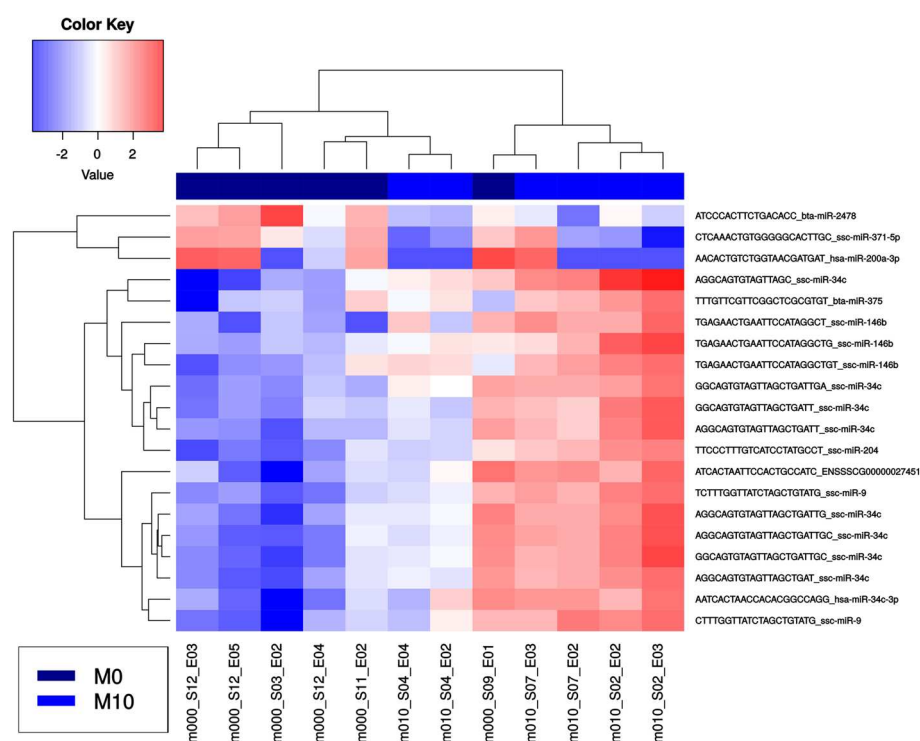 Color Key
-2 0 2
Value
ATCCCACTTCTGACACC_bta-miR-2478
CTCAAACTGTGGGGGCACTTGC_ssc-miR-371-5p
AACACTGTCTGGTAACGATGAT_hsa-miR-200a-3p
AGGCAGTGTAGTTAGC_ssc-miR-34c
TTTGTTCGTTCGGCTCGCGTGT_bta-miR-375
TGAGAACTGAATTCCATAGGCT_ssc-miR-146b
TGAGAACTGAATTCCATAGGCTG_ssc-miR-146b
TGAGAACTGAATTCCATAGGCTGT_ssc-miR-146b
GGCAGTGTAGTTAGCTGATTGA_ssc-miR-34c
GGCAGTGTAGTTAGCTGATT_ssc-miR-34c
AGGCAGTGTAGTTAGCTGATT_ssc-miR-34c
TTCCCTTTGTCATCCTATGCCT_ssc-miR-204
ATCACTAATTCCACTGCCATC_ENSSSCG00000027451
TCTTTGGTTATCTAGCTGTATG_ssc-miR-9
AGGCAGTGTAGTTAGCTGATTG_ssc-miR-34c
AGGCAGTGTAGTTAGCTGATTGC_ssc-miR-34c
GGCAGTGTAGTTAGCTGATTGC_ssc-miR-34c
AGGCAGTGTAGTTAGCTGAT_ssc-miR-34c
AATCACTAACCACACGGCCAGG_hsa-miR-34c-3p
CTTTGGTTATCTAGCTGTATG_ssc-miR-9
m000_S12_E03
m000_S12_E05
m000_S03_E02
m000_S12_E04
m000_S11_E02
m010_S04_E04
m010_S04_E02
m000_S09_E01
m010_S07_E03
m010_S07_E02
m010_S02_E02
m010_S02_E03
M0
M10